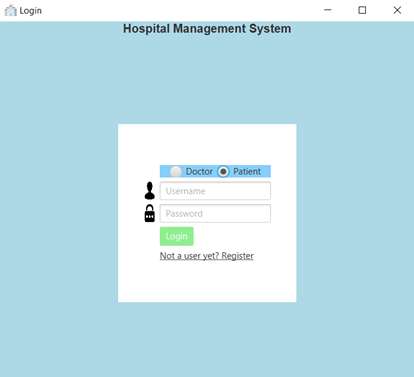 Login
Hospital Management System
Doctor Patient
Username
Password
Login
Not a user yet? Register